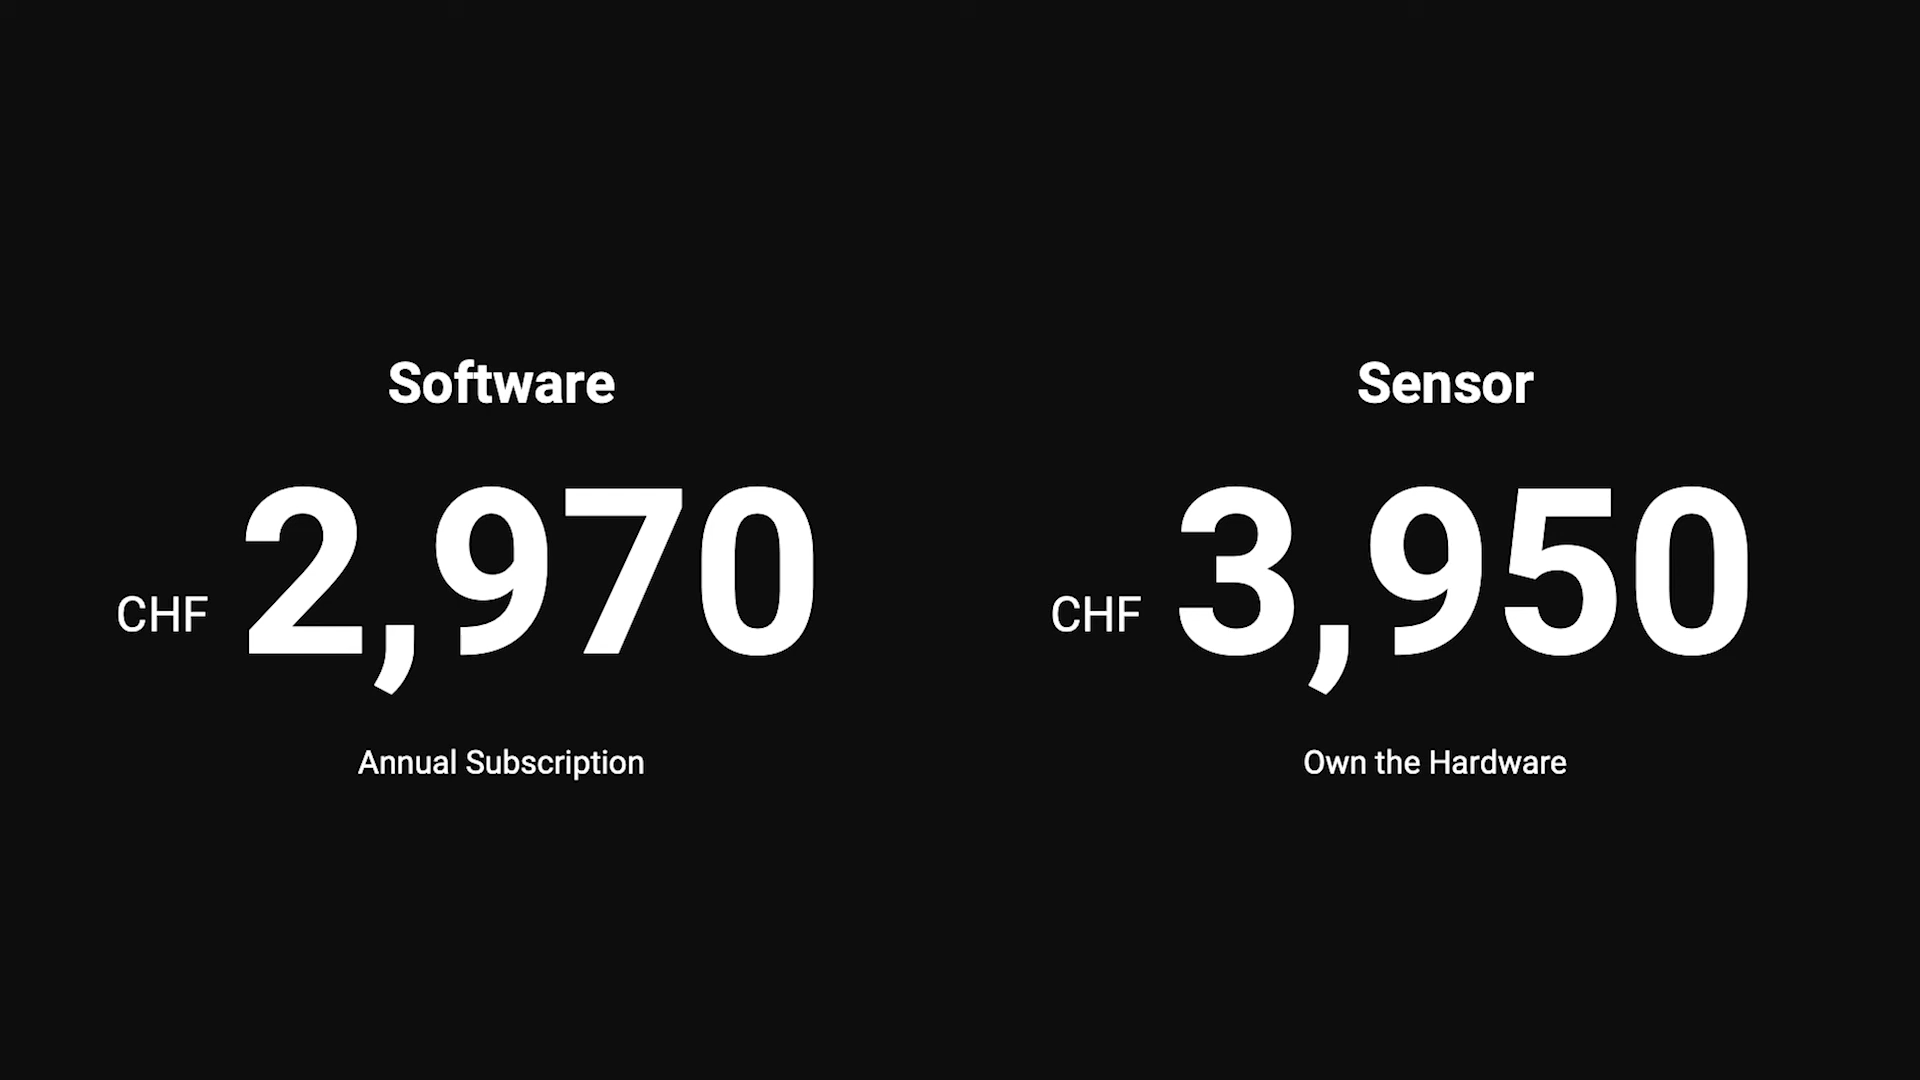 Software
CHF 2,970
Annual Subscription
Sensor
CHF 3,950
Own the Hardware